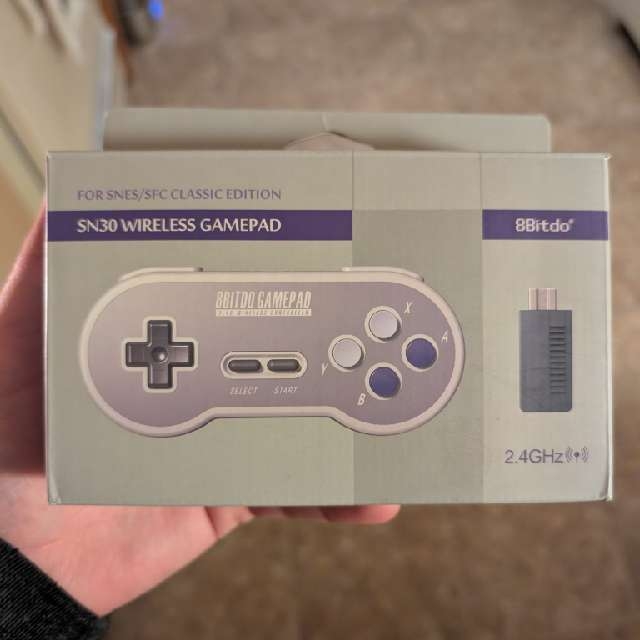 FOR SNES/SFC CLASSIC EDITION
SN30 WIRELESS GAMEPAD
8Bitdo
8BITDO GAMEPAD
X
A
Y
B
SELECT
START
2.4GHz